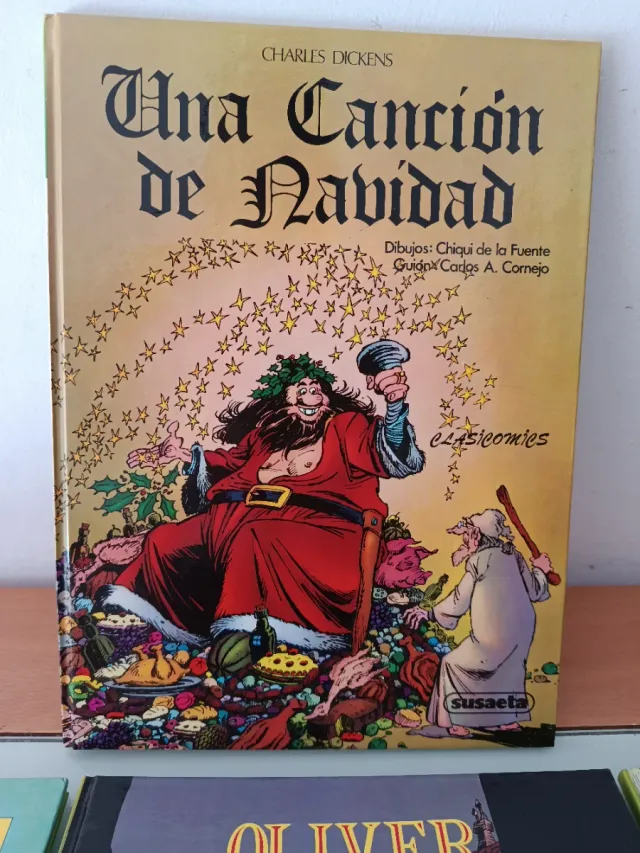 CHARLES DICKENS
Una Canción
de Navidad
Dibujos: Chiqui de la Fuente
Guión: Carlos A. Cornejo
CLASICOMICS
susaeta
OLIVER